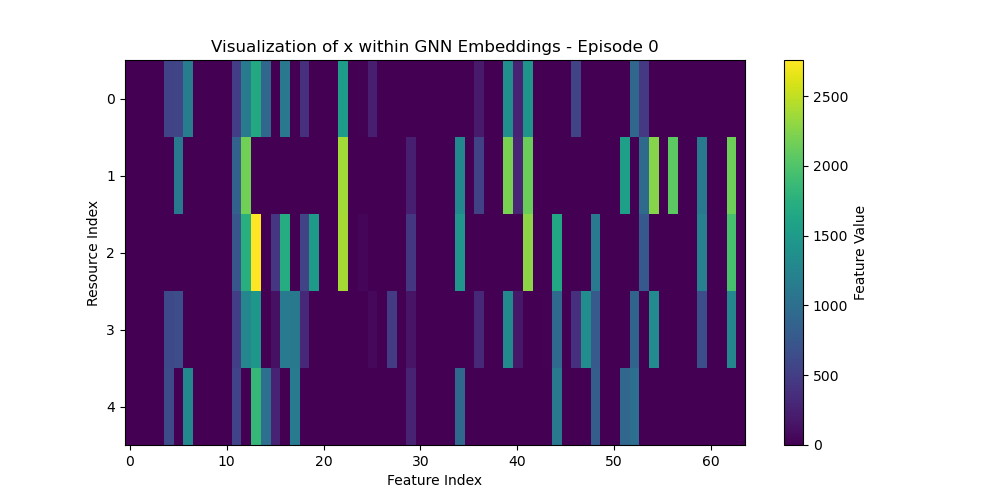 Visualization of x within GNN Embeddings - Episode 0
Resource Index
0
1
2
3
4
0 10 20 30 40 50 60
Feature Index
2500
2000
1500
1000
500
0
Feature Value